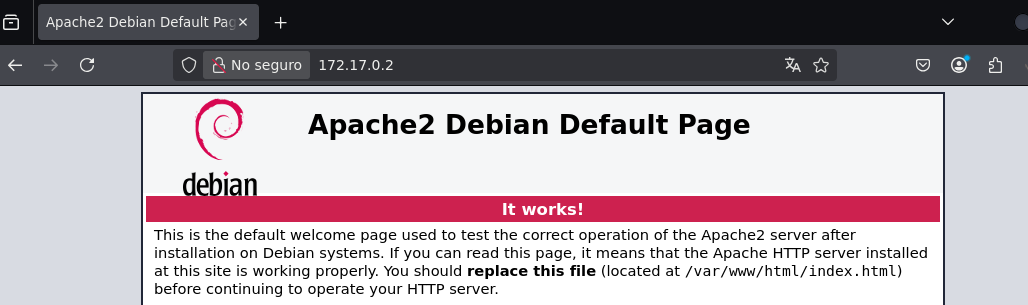 Apache2 Debian Default Pag
No seguro 172.17.0.2
debian
Apache2 Debian Default Page
It works!
This is the default welcome page used to test the correct operation of the Apache2 server after
installation on Debian systems. If you can read this page, it means that the Apache HTTP server installed
at this site is working properly. You should replace this file (located at /var/www/html/index.html)
before continuing to operate your HTTP server.